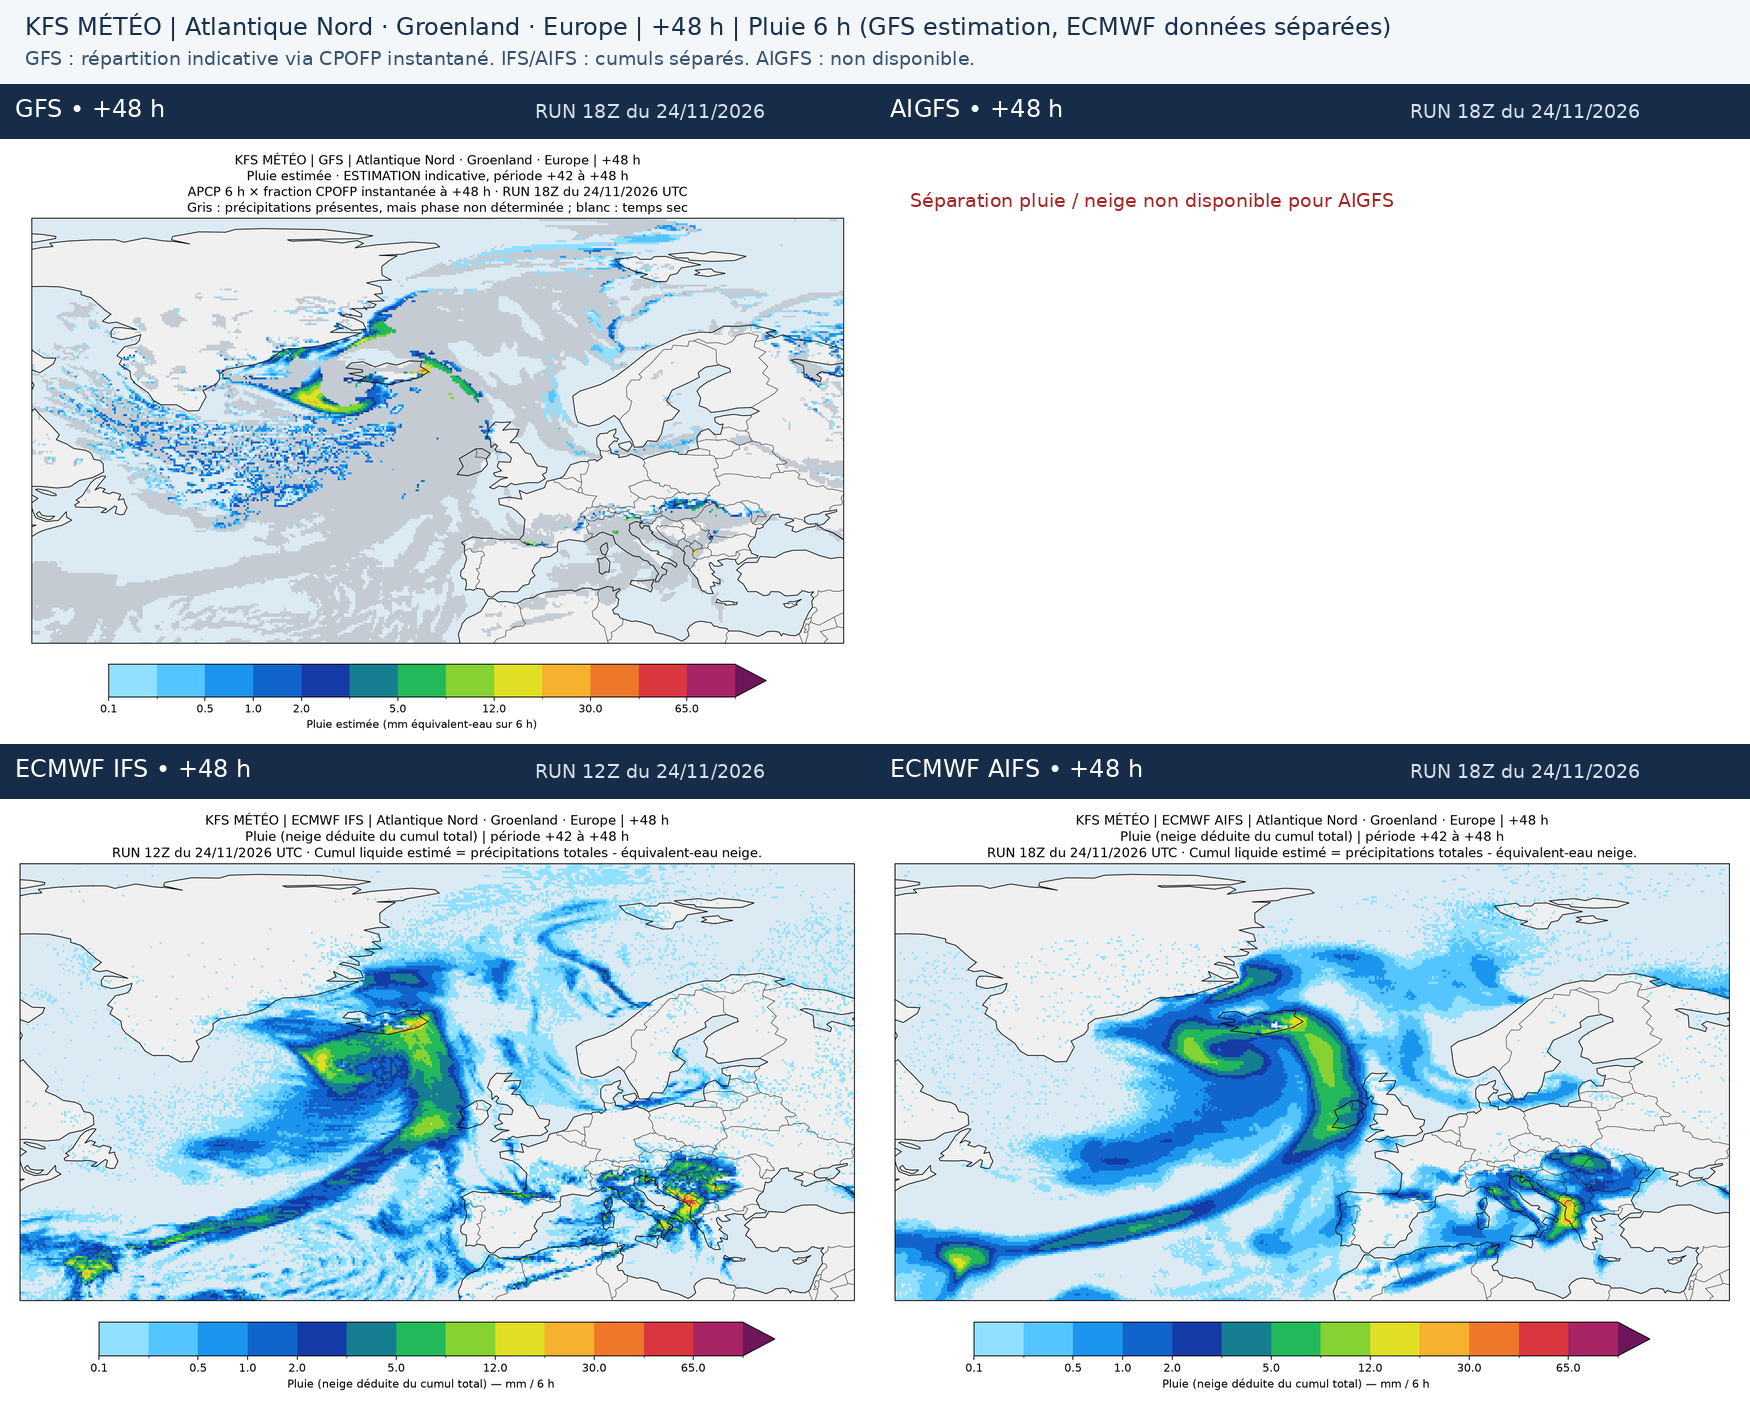 KFS MÉTÉO | Atlantique Nord · Groenland · Europe | +48 h | Pluie 6 h (GFS estimation, ECMWF données séparées)
GFS : répartition indicative via CPOFP instantané. IFS/AIFS : cumuls séparés. AIGFS : non disponible.
GFS • +48 h
RUN 18Z du 24/11/2026
AIGFS • +48 h
RUN 18Z du 24/11/2026
KFS MÉTÉO | GFS | Atlantique Nord · Groenland · Europe | +48 h
Pluie estimée · ESTIMATION indicative, période +42 à +48 h
APCP 6 h × fraction CPOFP instantanée à +48 h · RUN 18Z du 24/11/2026 UTC
Gris : précipitations présentes, mais phase non déterminée ; blanc : temps sec
0.1 0.5 1.0 2.0 5.0 12.0 30.0 65.0
Pluie estimée (mm équivalent-eau sur 6 h)
Séparation pluie / neige non disponible pour AIGFS
ECMWF IFS • +48 h
RUN 12Z du 24/11/2026
ECMWF AIFS • +48 h
RUN 18Z du 24/11/2026
KFS MÉTÉO | ECMWF IFS | Atlantique Nord · Groenland · Europe | +48 h
Pluie (neige déduite du cumul total) | période +42 à +48 h
RUN 12Z du 24/11/2026 UTC · Cumul liquide estimé = précipitations totales - équivalent-eau neige.
0.1 0.5 1.0 2.0 5.0 12.0 30.0 65.0
Pluie (neige déduite du cumul total) — mm / 6 h
KFS MÉTÉO | ECMWF AIFS | Atlantique Nord · Groenland · Europe | +48 h
Pluie (neige déduite du cumul total) | période +42 à +48 h
RUN 18Z du 24/11/2026 UTC · Cumul liquide estimé = précipitations totales - équivalent-eau neige.
0.1 0.5 1.0 2.0 5.0 12.0 30.0 65.0
Pluie (neige déduite du cumul total) — mm / 6 h